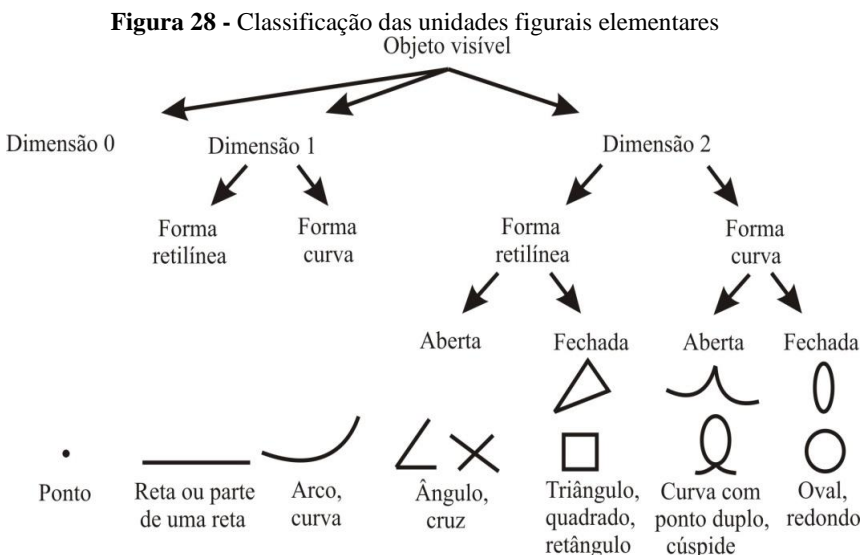 Figura 28 - Classificação das unidades figurais elementares
Objeto visível
Dimensão 0
Dimensão 1
Dimensão 2
Forma
retilínea
Forma
curva
Forma
retilínea
Forma
curva
Aberta
Fechada
Aberta
Fechada
Ponto
Reta ou parte
de uma reta
Arco,
curva
Ângulo,
cruz
Triângulo,
quadrado,
retângulo
Curva com
ponto duplo,
cúspide
Oval,
redondo